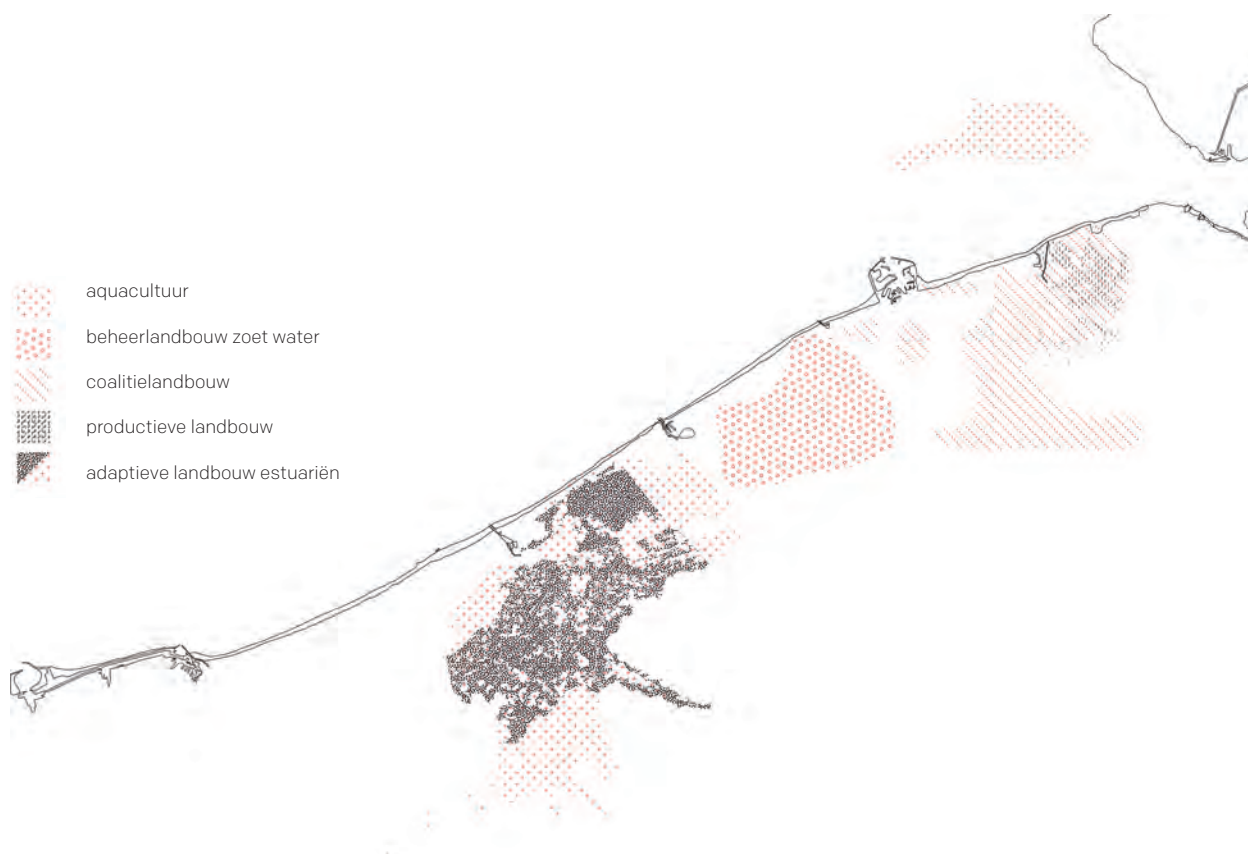 aquacultuur
beheerlandbouw zoet water
coalitielandbouw
productieve landbouw
adaptieve landbouw estuariën